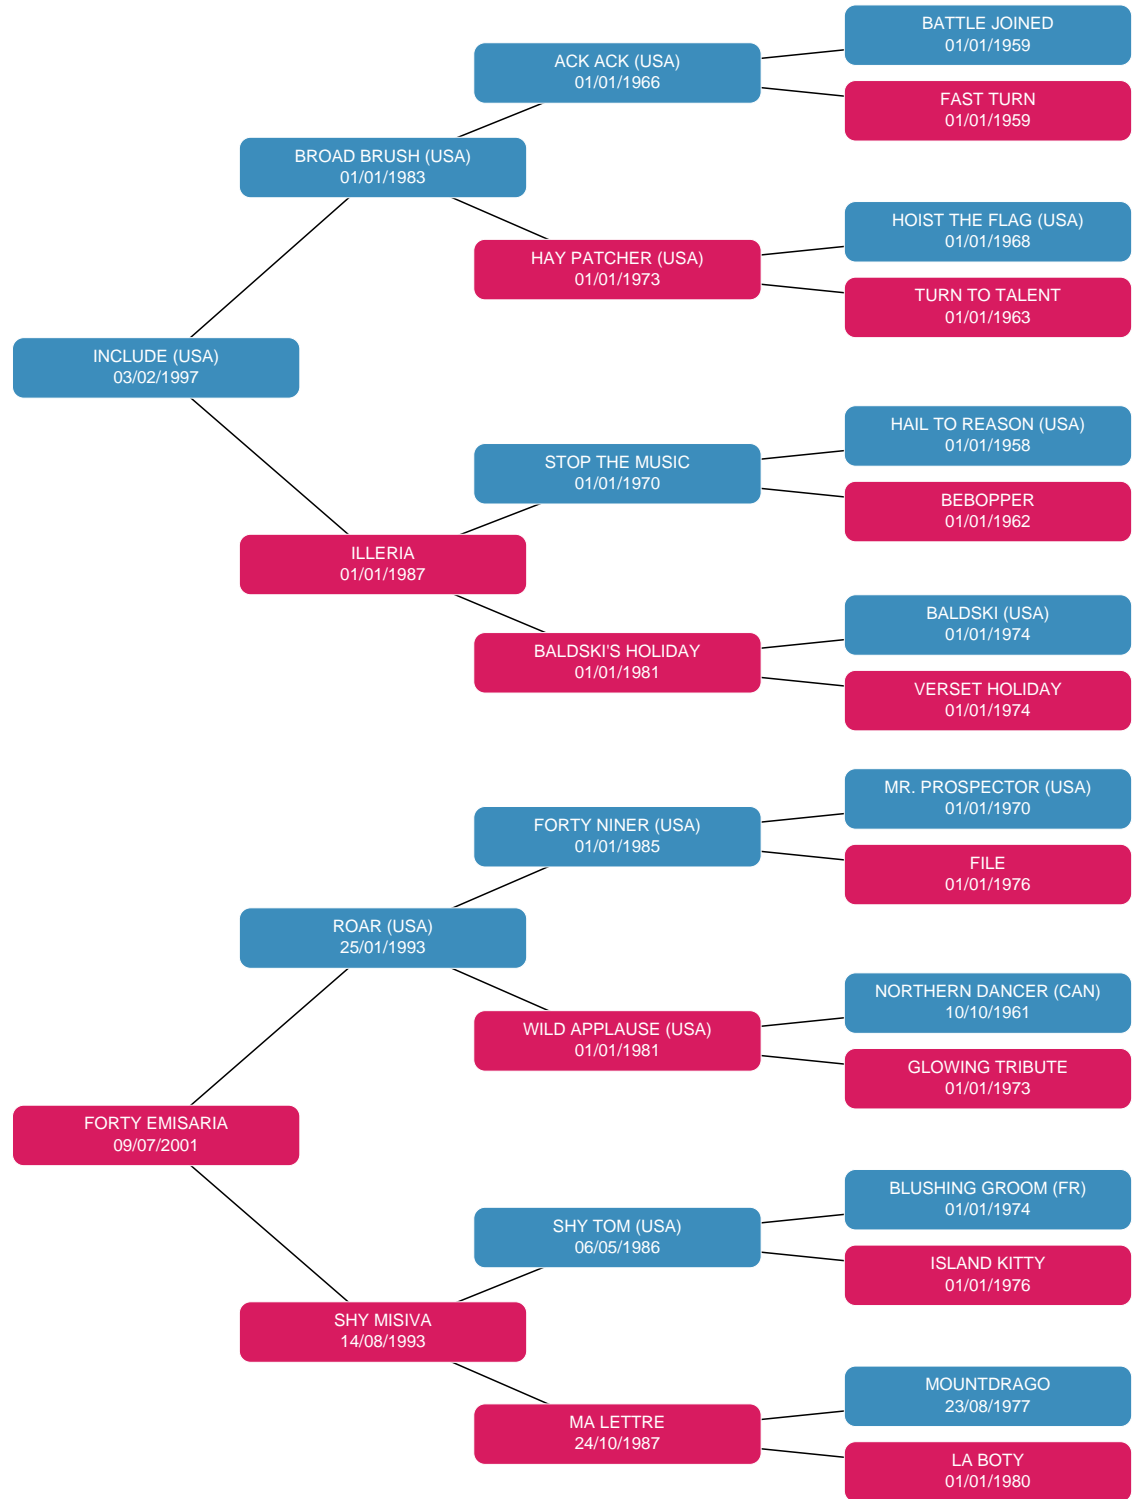 BATTLE JOINED
01/01/1959
ACK ACK (USA)
01/01/1966
FAST TURN
01/01/1959
BROAD BRUSH (USA)
01/01/1983
HOIST THE FLAG (USA)
01/01/1968
HAY PATCHER (USA)
01/01/1973
TURN TO TALENT
01/01/1963
INCLUDE (USA)
03/02/1997
HAIL TO REASON (USA)
01/01/1958
STOP THE MUSIC
01/01/1970
BEBOPPER
01/01/1962
ILLERIA
01/01/1987
BALDSKI (USA)
01/01/1974
BALDSKI'S HOLIDAY
01/01/1981
VERSET HOLIDAY
01/01/1974
MR. PROSPECTOR (USA)
01/01/1970
FORTY NINER (USA)
01/01/1985
FILE
01/01/1976
ROAR (USA)
25/01/1993
NORTHERN DANCER (CAN)
10/10/1961
WILD APPLAUSE (USA)
01/01/1981
GLOWING TRIBUTE
01/01/1973
FORTY EMISARIA
09/07/2001
BLUSHING GROOM (FR)
01/01/1974
SHY TOM (USA)
06/05/1986
ISLAND KITTY
01/01/1976
SHY MISIVA
14/08/1993
MOUNTDRAGO
23/08/1977
MA LETTRE
24/10/1987
LA BOTY
01/01/1980